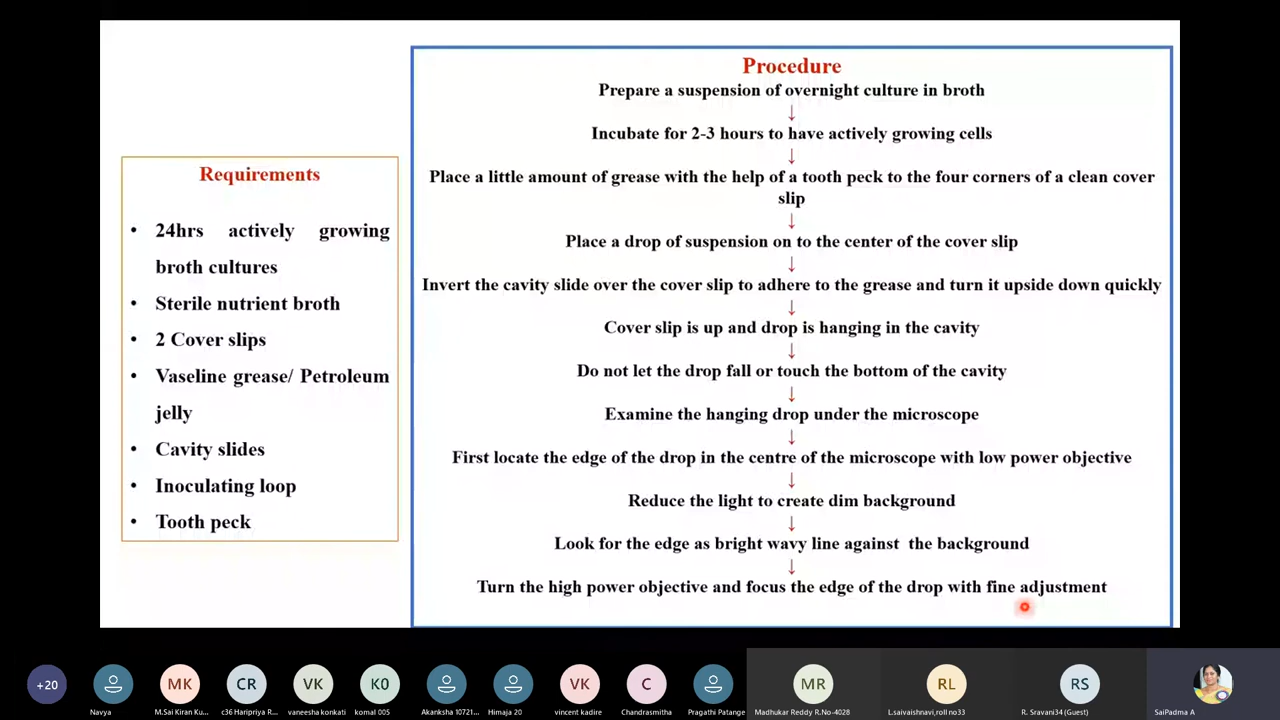 Procedure
Prepare a suspension of overnight culture in broth
↓
Incubate for 2-3 hours to have actively growing cells
↓
Place a little amount of grease with the help of a tooth peck to the four corners of a clean cover
slip
↓
Place a drop of suspension on to the center of the cover slip
↓
Invert the cavity slide over the cover slip to adhere to the grease and turn it upside down quickly
↓
Cover slip is up and drop is hanging in the cavity
↓
Do not let the drop fall or touch the bottom of the cavity
↓
Examine the hanging drop under the microscope
↓
First locate the edge of the drop in the centre of the microscope with low power objective
↓
Reduce the light to create dim background
↓
Look for the edge as bright wavy line against the background
↓
Turn the high power objective and focus the edge of the drop with fine adjustment
Requirements
• 24hrs actively growing
broth cultures
• Sterile nutrient broth
• 2 Cover slips
• Vaseline grease/ Petroleum
jelly
• Cavity slides
• Inoculating loop
• Tooth peck
+20
MK
CR
VK
K0
VK
C
MR
RL
RS
Navya
M.Sai Kiran Ku...
c36 Haripriya R...
vaneesha konkati
komal 005
Akanksha 10721...
Himaja 20
vincent kadire
Chandrasmitha
Pragathi Patange
Madhukar Reddy R.No-4028
L.saivaishnavi,roll no33
R. Sravani34 (Guest)
SaiPadma A